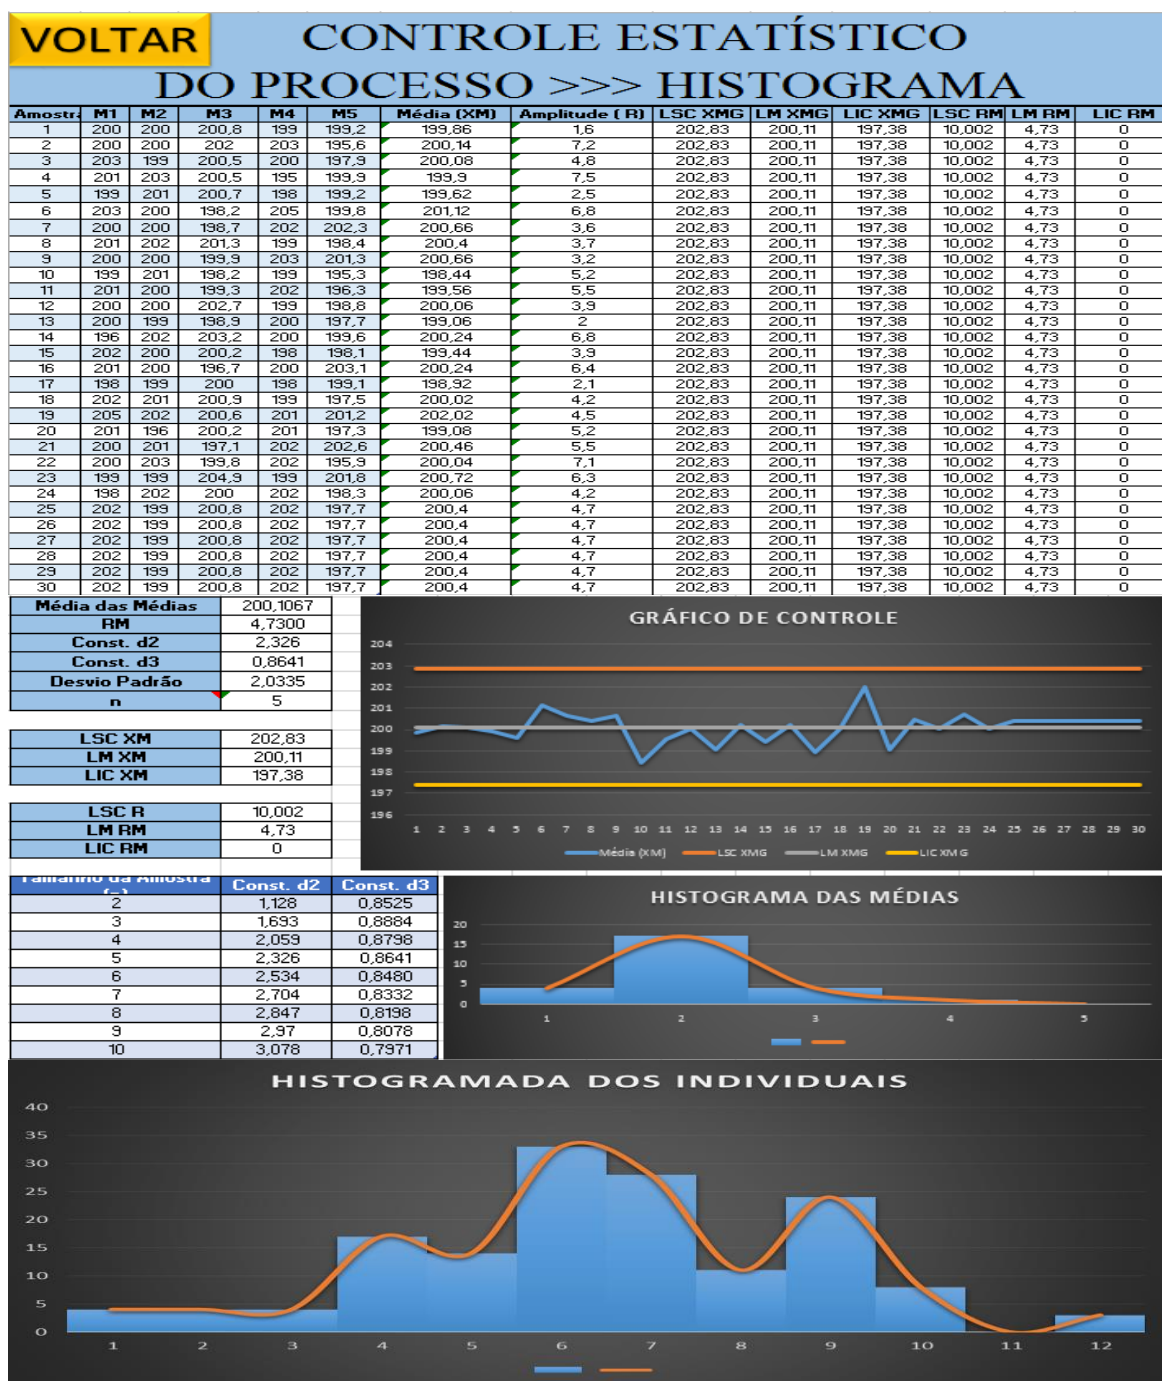 VOLTAR
CONTROLE ESTATÍSTICO
DO PROCESSO >>> HISTOGRAMA
Amostra M1 M2 M3 M4 M5 Média (XM) Amplitude ( R) LSC XMG LM XMG LIC XMG LSC RM LM RM LIC RM
1 200 200 200,8 199 199,2 199,86 1,6 202,83 200,11 197,38 10,002 4,73 0
2 200 200 202 203 195,6 200,14 7,2 202,83 200,11 197,38 10,002 4,73 0
3 203 199 200,5 200 197,9 200,08 4,8 202,83 200,11 197,38 10,002 4,73 0
4 201 203 200,5 195 199,9 199,9 7,5 202,83 200,11 197,38 10,002 4,73 0
5 199 201 200,7 198 199,2 199,62 2,5 202,83 200,11 197,38 10,002 4,73 0
6 203 200 198,2 205 199,8 201,12 6,8 202,83 200,11 197,38 10,002 4,73 0
7 200 200 198,7 202 202,3 200,66 3,6 202,83 200,11 197,38 10,002 4,73 0
8 201 202 201,3 199 198,4 200,4 3,7 202,83 200,11 197,38 10,002 4,73 0
9 200 200 199,9 203 201,3 200,66 3,2 202,83 200,11 197,38 10,002 4,73 0
10 199 201 198,2 199 195,3 198,44 5,2 202,83 200,11 197,38 10,002 4,73 0
11 201 200 199,3 202 196,3 199,56 5,5 202,83 200,11 197,38 10,002 4,73 0
12 200 200 202,7 199 198,8 200,06 3,9 202,83 200,11 197,38 10,002 4,73 0
13 200 199 198,9 200 197,7 199,06 2 202,83 200,11 197,38 10,002 4,73 0
14 196 202 203,2 200 199,6 200,24 6,8 202,83 200,11 197,38 10,002 4,73 0
15 202 200 200,2 198 198,1 199,44 3,9 202,83 200,11 197,38 10,002 4,73 0
16 201 200 196,7 200 203,1 200,24 6,4 202,83 200,11 197,38 10,002 4,73 0
17 198 199 200 198 199,1 198,92 2,1 202,83 200,11 197,38 10,002 4,73 0
18 202 201 200,9 199 197,5 200,02 4,2 202,83 200,11 197,38 10,002 4,73 0
19 205 202 200,6 201 201,2 202,02 4,5 202,83 200,11 197,38 10,002 4,73 0
20 201 196 200,2 201 197,3 199,08 5,2 202,83 200,11 197,38 10,002 4,73 0
21 200 201 197,1 202 202,6 200,46 5,5 202,83 200,11 197,38 10,002 4,73 0
22 200 203 199,8 202 195,9 200,04 7,1 202,83 200,11 197,38 10,002 4,73 0
23 199 199 204,9 199 201,8 200,72 6,3 202,83 200,11 197,38 10,002 4,73 0
24 198 202 200 202 198,3 200,06 4,2 202,83 200,11 197,38 10,002 4,73 0
25 202 199 200,8 202 197,7 200,4 4,7 202,83 200,11 197,38 10,002 4,73 0
26 202 199 200,8 202 197,7 200,4 4,7 202,83 200,11 197,38 10,002 4,73 0
27 202 199 200,8 202 197,7 200,4 4,7 202,83 200,11 197,38 10,002 4,73 0
28 202 199 200,8 202 197,7 200,4 4,7 202,83 200,11 197,38 10,002 4,73 0
29 202 199 200,8 202 197,7 200,4 4,7 202,83 200,11 197,38 10,002 4,73 0
30 202 199 200,8 202 197,7 200,4 4,7 202,83 200,11 197,38 10,002 4,73 0
Média das Médias 200,1067
RM 4,7300
Const. d2 2,326
Const. d3 0,8641
Desvio Padrão 2,0335
n 5
LSC XM 202,83
LM XM 200,11
LIC XM 197,38
LSC R 10,002
LM RM 4,73
LIC RM 0
GRÁFICO DE CONTROLE
204
203
202
201
200
199
198
197
196
1 2 3 4 5 6 7 8 9 10 11 12 13 14 15 16 17 18 19 20 21 22 23 24 25 26 27 28 29 30
Média (XM) LSC XMG LM XMG LIC XMG
Tamanho da Amostra Const. d2 Const. d3
2 1,128 0,8525
3 1,693 0,8884
4 2,059 0,8798
5 2,326 0,8641
6 2,534 0,8480
7 2,704 0,8332
8 2,847 0,8198
9 2,97 0,8078
10 3,078 0,7971
HISTOGRAMA DAS MÉDIAS
20
15
10
5
0
1 2 3 4 5
HISTOGRAMADA DOS INDIVIDUAIS
40
35
30
25
20
15
10
5
0
1 2 3 4 5 6 7 8 9 10 11 12